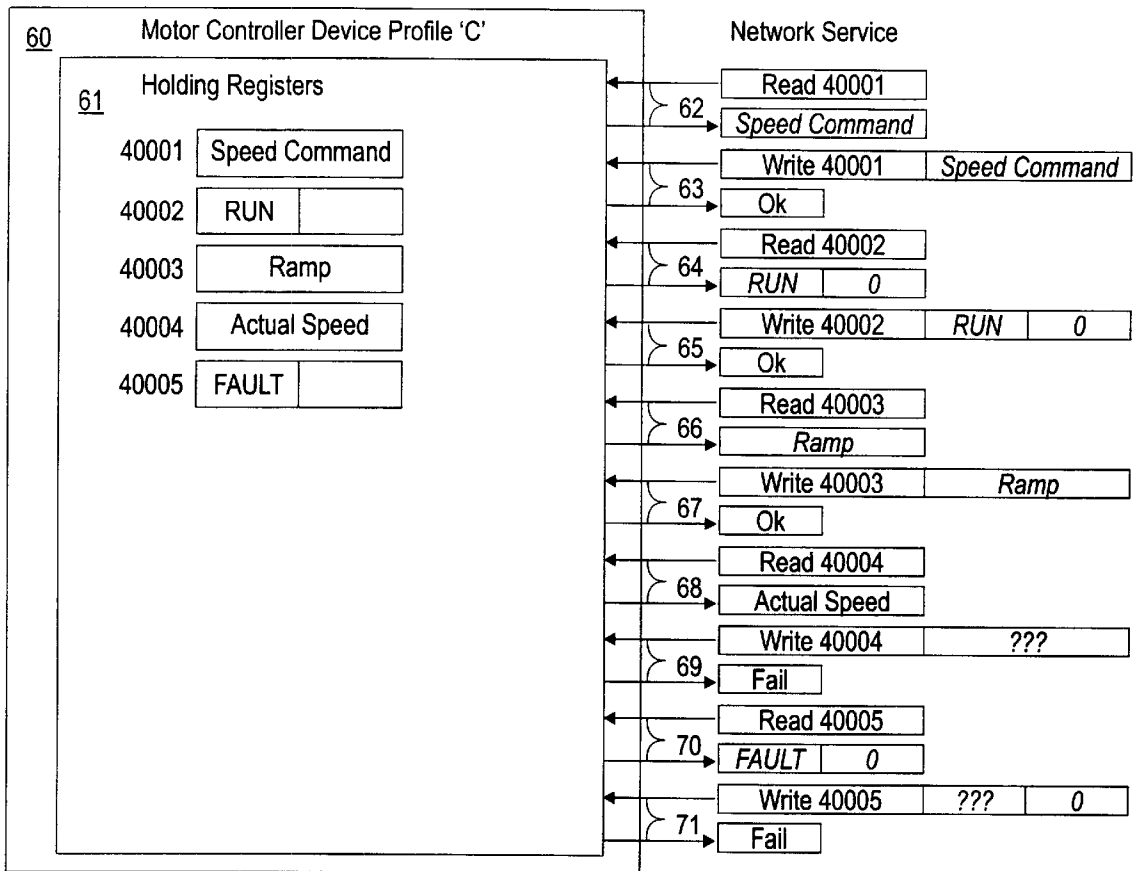 60 Motor Controller Device Profile ‘C’
61 Holding Registers
40001 Speed Command
40002 RUN
40003 Ramp
40004 Actual Speed
40005 FAULT
Network Service
Read 40001
62
Speed Command
Write 40001 Speed Command
63
Ok
Read 40002
64
RUN 0
Write 40002 RUN 0
65
Ok
Read 40003
66
Ramp
Write 40003 Ramp
67
Ok
Read 40004
68
Actual Speed
Write 40004 ???
69
Fail
Read 40005
70
FAULT 0
Write 40005 ??? 0
71
Fail